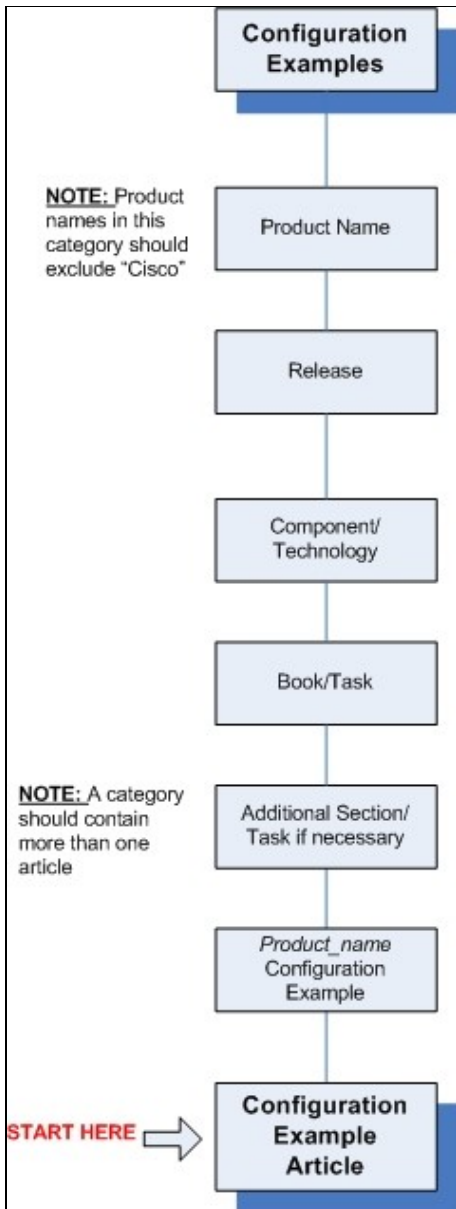 Configuration
Examples
NOTE: Product
names in this
category should
exclude “Cisco”
Product Name
Release
Component/
Technology
Book/Task
NOTE: A category
should contain
more than one
article
Additional Section/
Task if necessary
Product_name
Configuration
Example
START HERE
Configuration
Example
Article